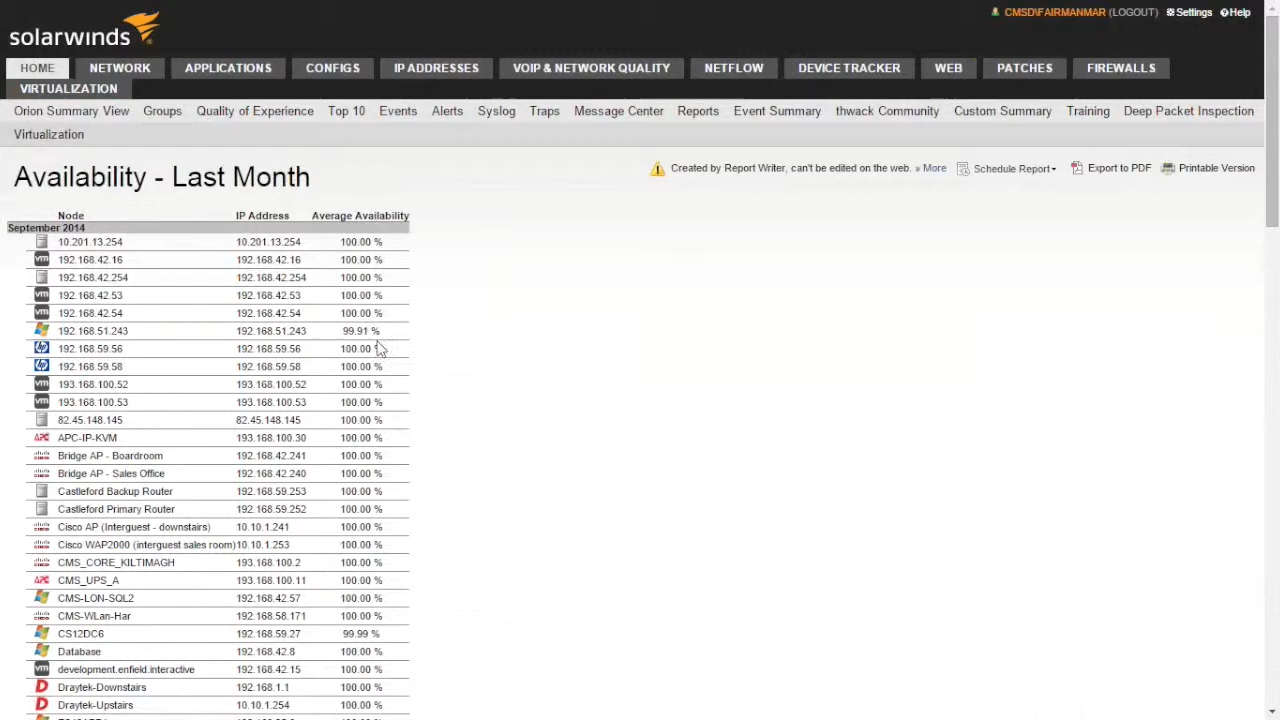 CMSD\FAIRMANMAR (LOGOUT) Settings Help
solarwinds
HOME NETWORK APPLICATIONS CONFIGS IP ADDRESSES VOIP & NETWORK QUALITY NETFLOW DEVICE TRACKER WEB PATCHES FIREWALLS
VIRTUALIZATION
Orion Summary View Groups Quality of Experience Top 10 Events Alerts Syslog Traps Message Center Reports Event Summary thwack Community Custom Summary Training Deep Packet Inspection
Virtualization
Availability - Last Month
Created by Report Writer, can't be edited on the web. » More Schedule Report Export to PDF Printable Version
Node IP Address Average Availability
September 2014
10.201.13.254 10.201.13.254 100.00 %
vm 192.168.42.16 192.168.42.16 100.00 %
192.168.42.254 192.168.42.254 100.00 %
vm 192.168.42.53 192.168.42.53 100.00 %
vm 192.168.42.54 192.168.42.54 100.00 %
192.168.51.243 192.168.51.243 99.91 %
hp 192.168.59.56 192.168.59.56 100.00 %
hp 192.168.59.58 192.168.59.58 100.00 %
vm 193.168.100.52 193.168.100.52 100.00 %
vm 193.168.100.53 193.168.100.53 100.00 %
82.45.148.145 82.45.148.145 100.00 %
APC APC-IP-KVM 193.168.100.30 100.00 %
cisco Bridge AP - Boardroom 192.168.42.241 100.00 %
cisco Bridge AP - Sales Office 192.168.42.240 100.00 %
Castleford Backup Router 192.168.59.253 100.00 %
Castleford Primary Router 192.168.59.252 100.00 %
cisco Cisco AP (Interguest - downstairs) 10.10.1.241 100.00 %
cisco Cisco WAP2000 (interguest sales room) 10.10.1.253 100.00 %
cisco CMS_CORE_KILTIMAGH 193.168.100.2 100.00 %
APC CMS_UPS_A 193.168.100.11 100.00 %
CMS-LON-SQL2 192.168.42.57 100.00 %
cisco CMS-WLan-Har 192.168.58.171 100.00 %
CS12DC6 192.168.59.27 99.99 %
Database 192.168.42.8 100.00 %
vm development.enfield.interactive 192.168.42.15 100.00 %
D Draytek-Downstairs 192.168.1.1 100.00 %
D Draytek-Upstairs 10.10.1.254 100.00 %